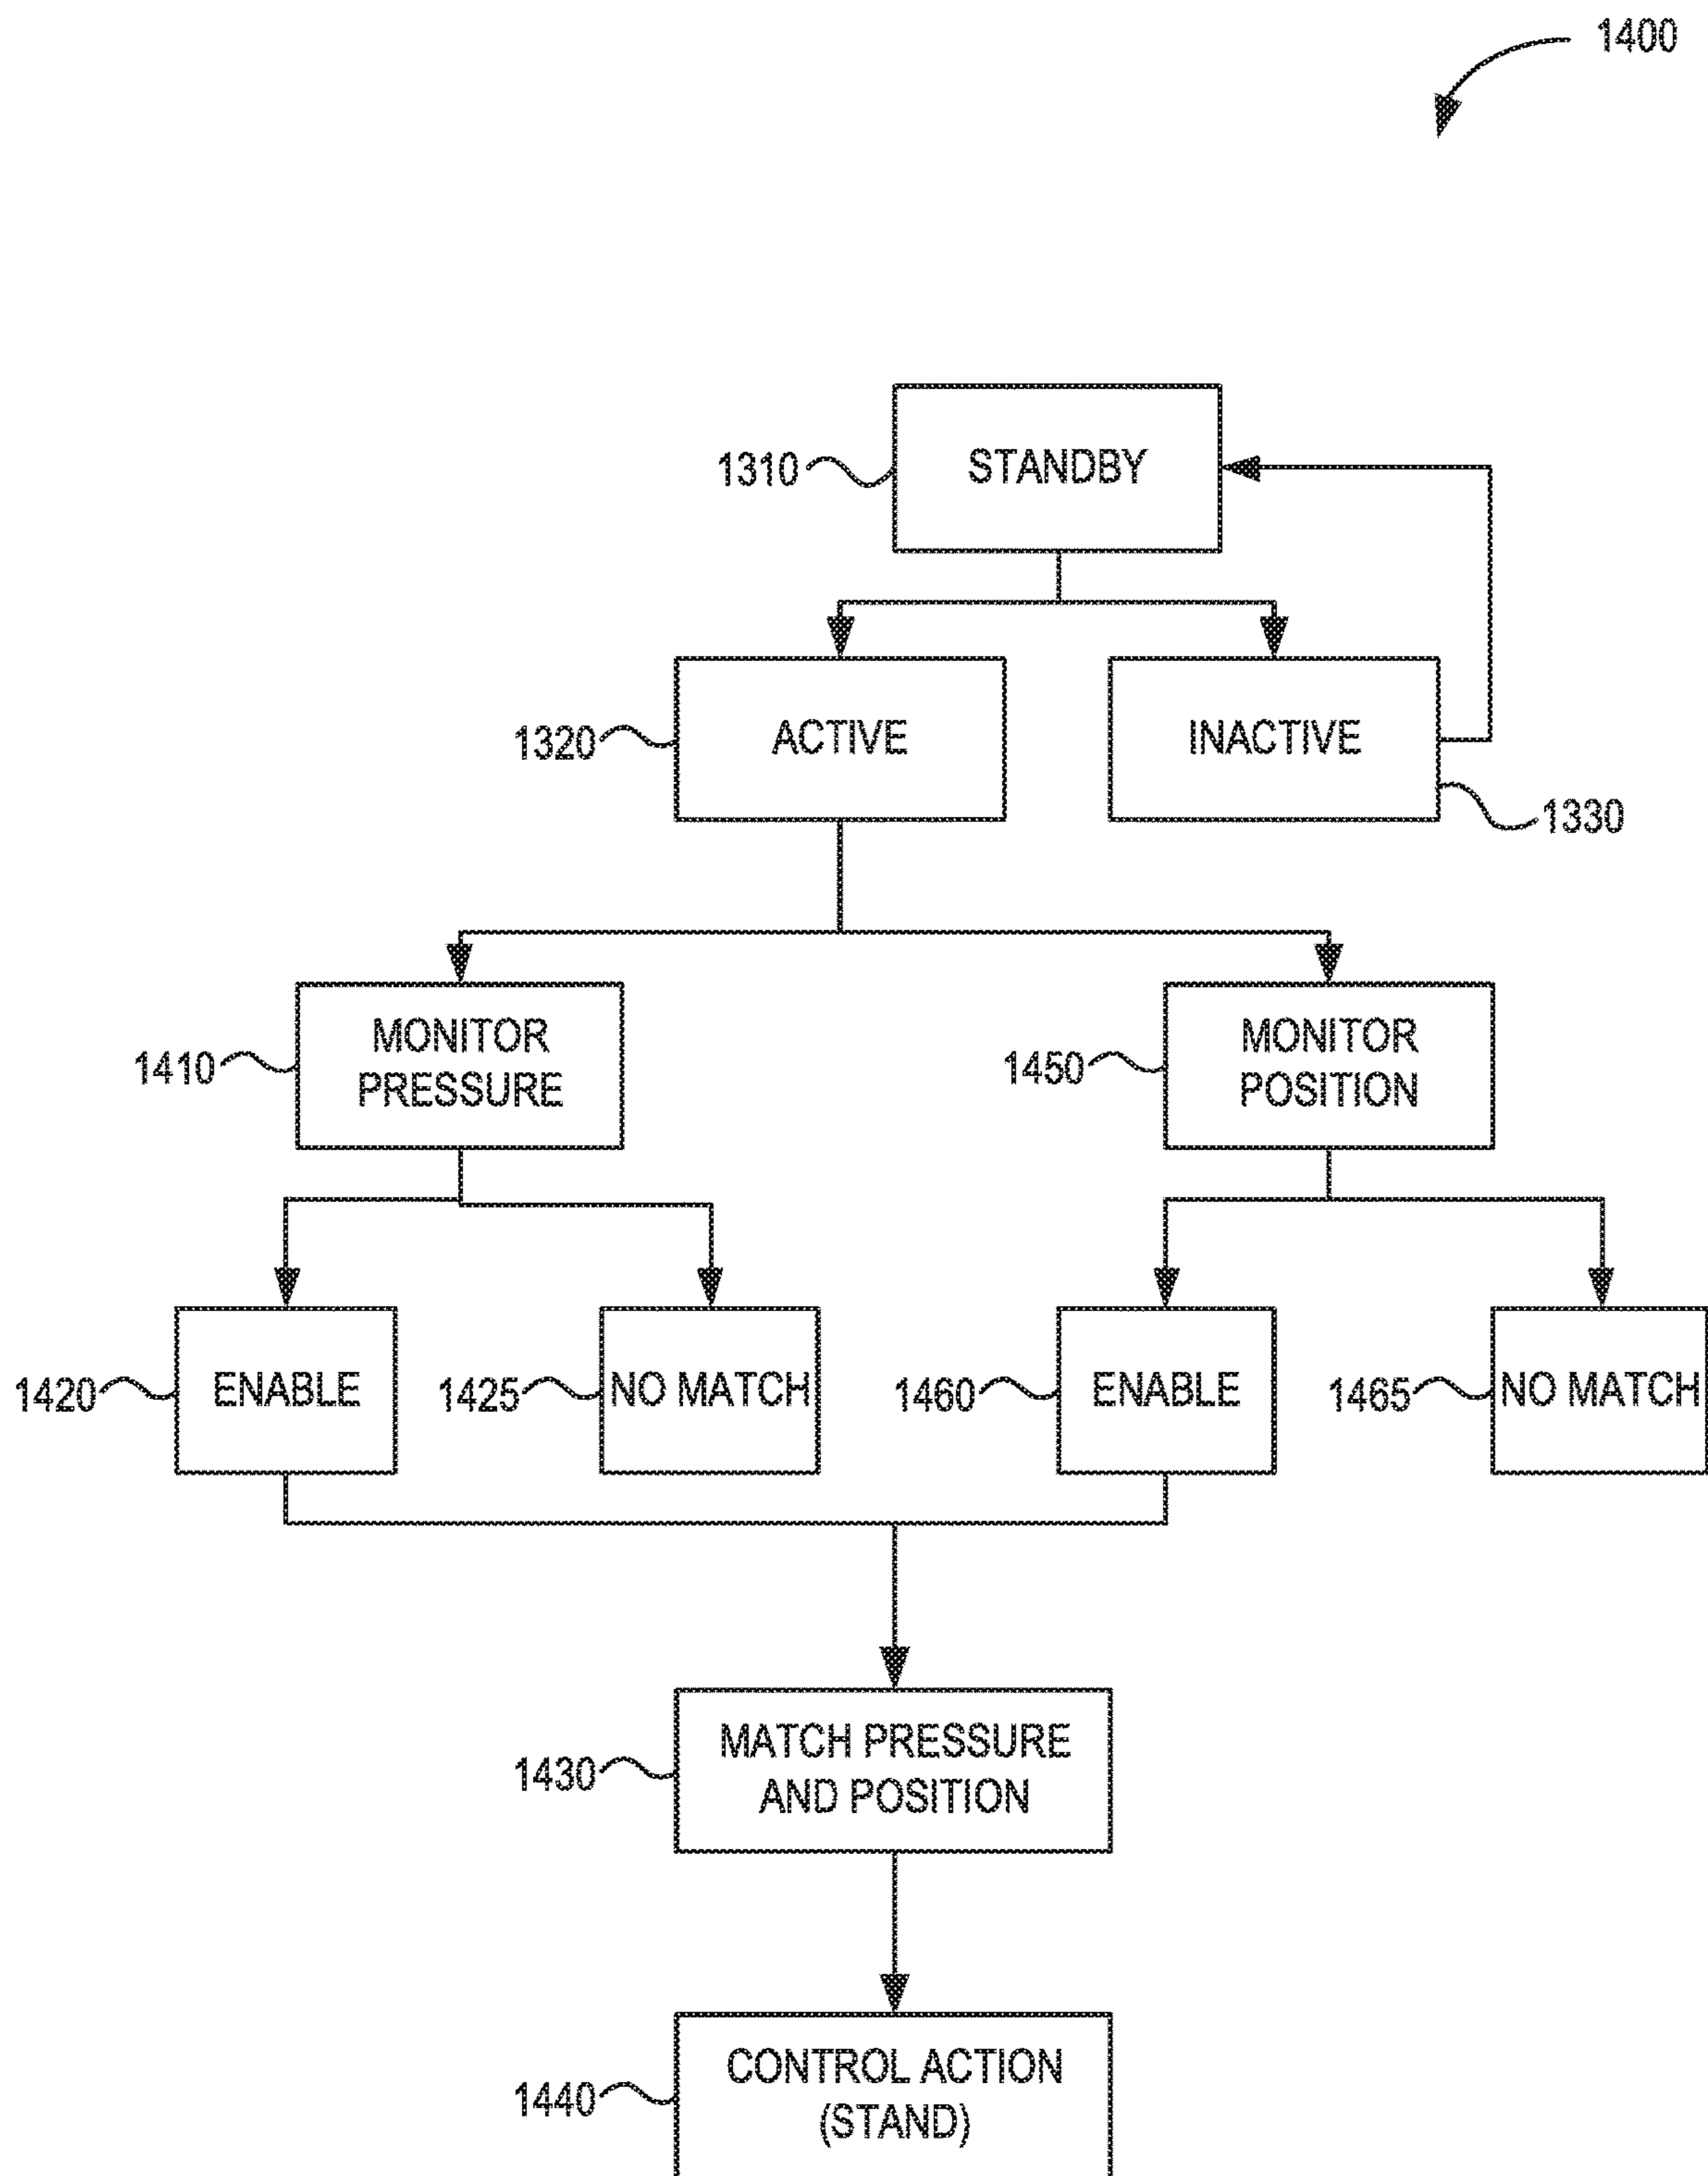 1400
1310
STANDBY
1320
ACTIVE
INACTIVE
1330
1410
MONITOR
PRESSURE
1450
MONITOR
POSITION
1420
ENABLE
1425
NO MATCH
1460
ENABLE
1465
NO MATCH
1430
MATCH PRESSURE
AND POSITION
1440
CONTROL ACTION
(STAND)